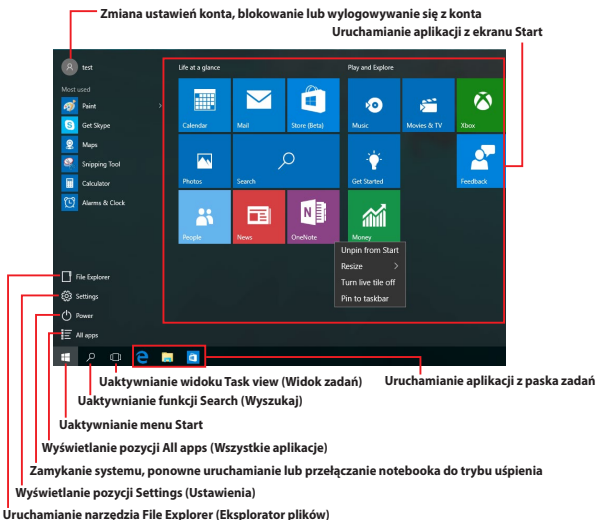 Zmiana ustawień konta, blokowanie lub wylogowywanie się z konta
Uruchamianie aplikacji z ekranu Start
test
Most used
Paint
Get Skype
Maps
Snipping Tool
Calculator
Alarms & Clock
File Explorer
Settings
Power
All apps
Life at a glance
Play and Explore
Calendar
Mail
Store (Beta)
Music
Movies & TV
Xbox
Photos
Search
Get Started
Feedback
People
News
OneNote
Money
Unpin from Start
Resize
Turn live tile off
Pin to taskbar
Uaktywnianie widoku Task view (Widok zadań)
Uruchamianie aplikacji z paska zadań
Uaktywnianie funkcji Search (Wyszukaj)
Uaktywnianie menu Start
Wyświetlanie pozycji All apps (Wszystkie aplikacje)
Zamykanie systemu, ponowne uruchamianie lub przełączanie notebooka do trybu uśpienia
Wyświetlanie pozycji Settings (Ustawienia)
Uruchamianie narzędzia File Explorer (Eksplorator plików)